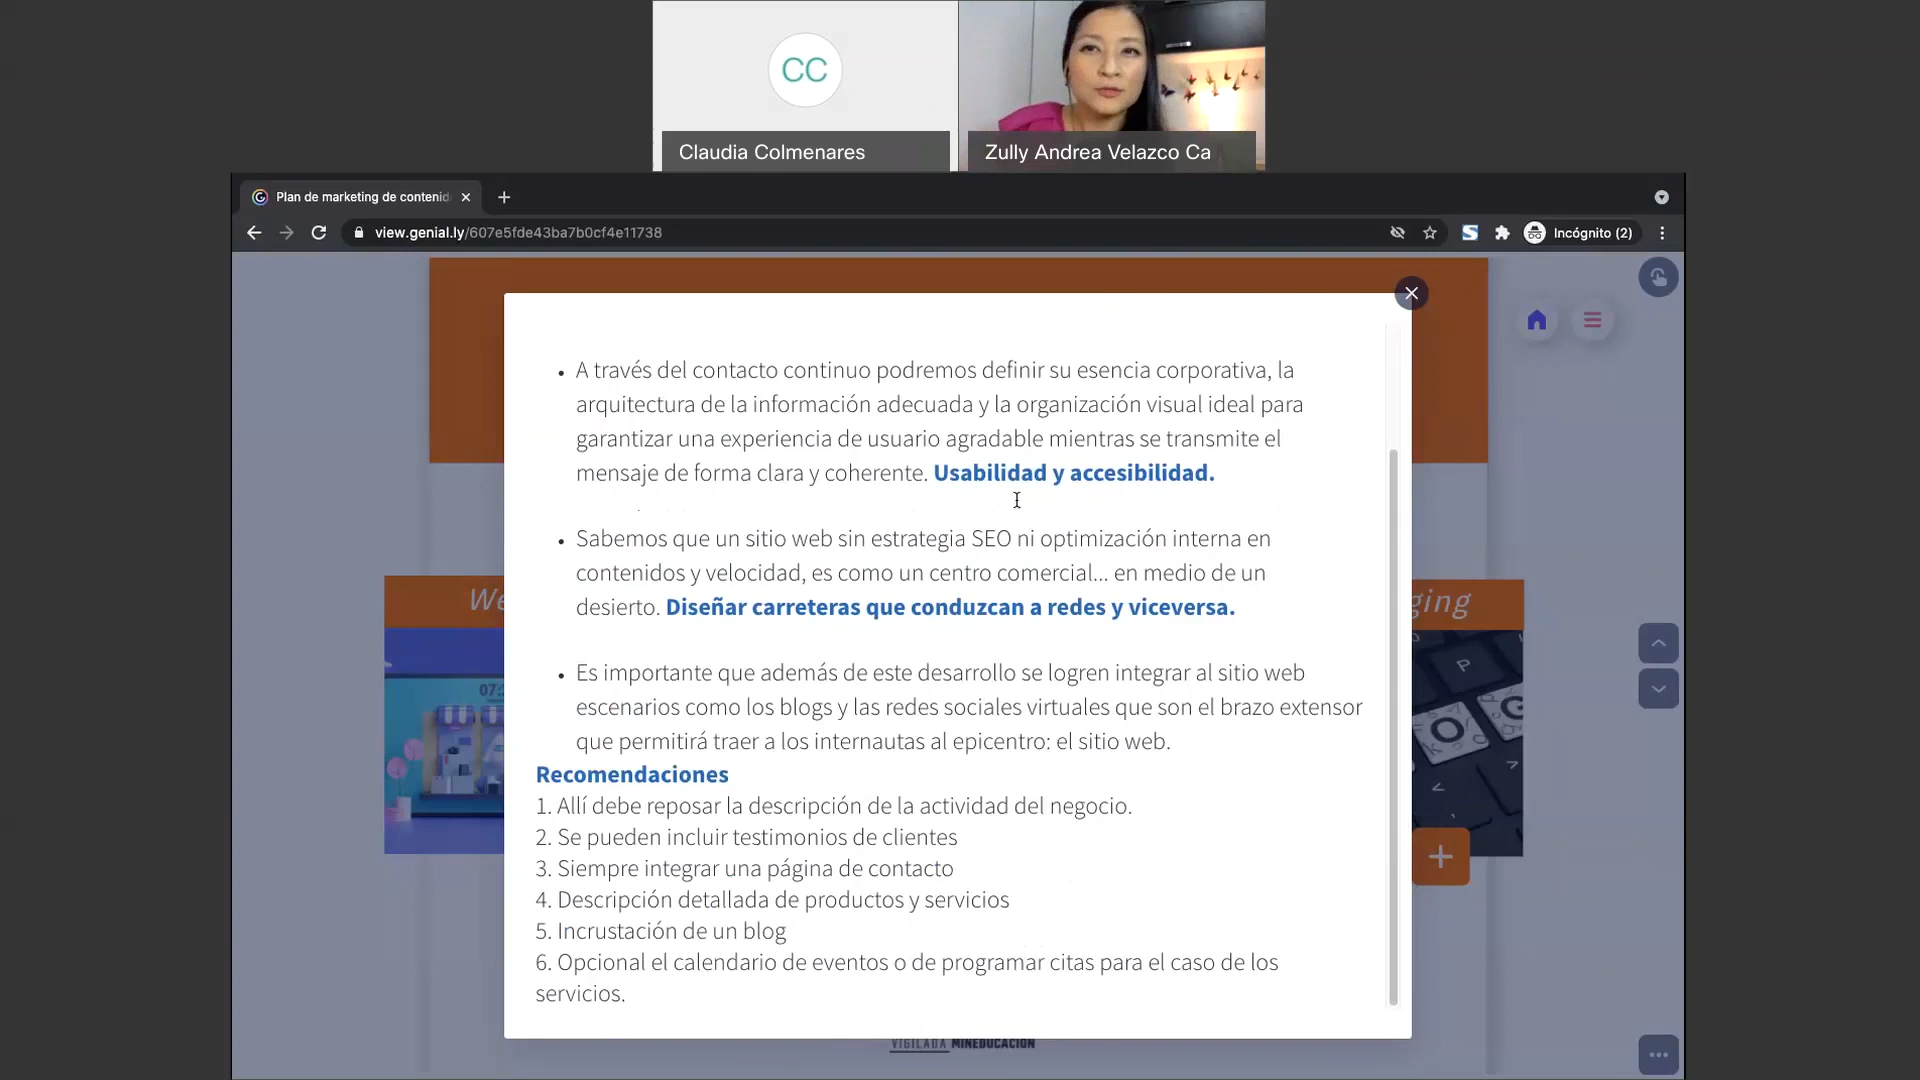 CC
Claudia Colmenares
Zully Andrea Velazco Ca
Plan de marketing de contenid
view.genial.ly/607e5fde43ba7b0cf4e11738
Incógnito (2)
A través del contacto continuo podremos definir su esencia corporativa, la
arquitectura de la información adecuada y la organización visual ideal para
garantizar una experiencia de usuario agradable mientras se transmite el
mensaje de forma clara y coherente. Usabilidad y accesibilidad.
Sabemos que un sitio web sin estrategia SEO ni optimización interna en
contenidos y velocidad, es como un centro comercial... en medio de un
desierto. Diseñar carreteras que conduzcan a redes y viceversa.
Es importante que además de este desarrollo se logren integrar al sitio web
escenarios como los blogs y las redes sociales virtuales que son el brazo extensor
que permitirá traer a los internautas al epicentro: el sitio web.
Recomendaciones
1. Allí debe reposar la descripción de la actividad del negocio.
2. Se pueden incluir testimonios de clientes
3. Siempre integrar una página de contacto
4. Descripción detallada de productos y servicios
5. Incrustación de un blog
6. Opcional el calendario de eventos o de programar citas para el caso de los
servicios.
We
07:
ging
P
O
G
VIGILADA MINEDUCACIÓN